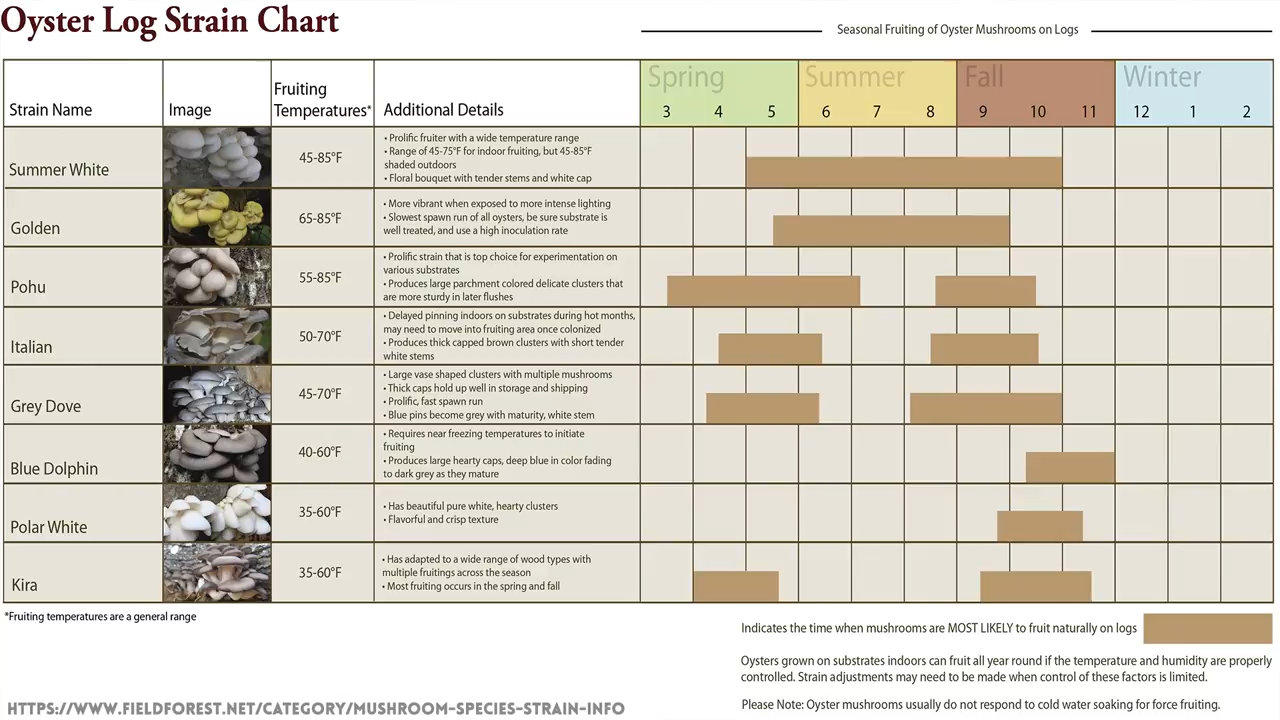 Oyster Log Strain Chart
Seasonal Fruiting of Oyster Mushrooms on Logs
Strain Name
Image
Fruiting
Temperatures*
Additional Details
Spring
Summer
Fall
Winter
3 4 5 6 7 8 9 10 11 12 1 2
Summer White
45-85°F
• Prolific fruiter with a wide temperature range
• Range of 45-75°F for indoor fruiting, but 45-85°F
shaded outdoors
• Floral bouquet with tender stems and white cap
Golden
65-85°F
• More vibrant when exposed to more intense lighting
• Slowest spawn run of all oysters, be sure substrate is
well treated, and use a high inoculation rate
Pohu
55-85°F
• Prolific strain that is top choice for experimentation on
various substrates
• Produces large parchment colored delicate clusters that
are more sturdy in later flushes
Italian
50-70°F
• Delayed pinning indoors on substrates during hot months,
may need to move into fruiting area once colonized
• Produces thick capped brown clusters with short tender
white stems
Grey Dove
45-70°F
• Large vase shaped clusters with multiple mushrooms
• Thick caps hold up well in storage and shipping
• Prolific, fast spawn run
• Blue pins become grey with maturity, white stem
Blue Dolphin
40-60°F
• Requires near freezing temperatures to initiate
fruiting
• Produces large hearty caps, deep blue in color fading
to dark grey as they mature
Polar White
35-60°F
• Has beautiful pure white, hearty clusters
• Flavorful and crisp texture
Kira
35-60°F
• Has adapted to a wide range of wood types with
multiple fruitings across the season
• Most fruiting occurs in the spring and fall
*Fruiting temperatures are a general range
Indicates the time when mushrooms are MOST LIKELY to fruit naturally on logs
Oysters grown on substrates indoors can fruit all year round if the temperature and humidity are properly
controlled. Strain adjustments may need to be made when control of these factors is limited.
Please Note: Oyster mushrooms usually do not respond to cold water soaking for force fruiting.
HTTPS://WWW.FIELDFOREST.NET/CATEGORY/MUSHROOM-SPECIES-STRAIN-INFO